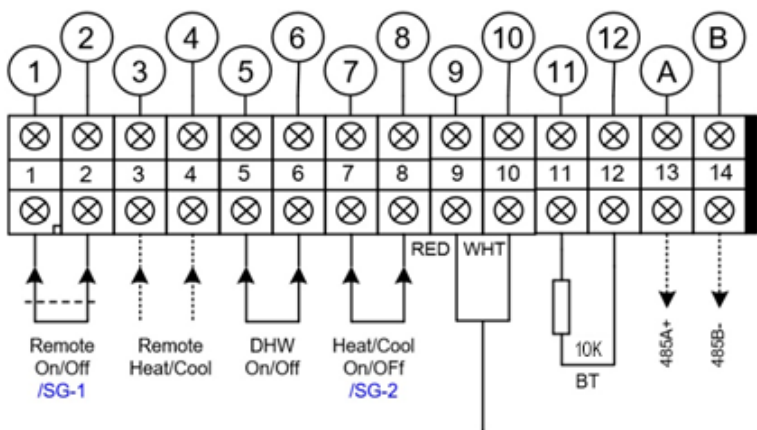 1 2 3 4 5 6 7 8 9 10 11 12 A B
1 2 3 4 5 6 7 8 9 10 11 12 13 14
RED WHT
Remote
On/Off
/SG-1
Remote
Heat/Cool
DHW
On/Off
Heat/Cool
On/OFf
/SG-2
10K
BT
485A+
485B-